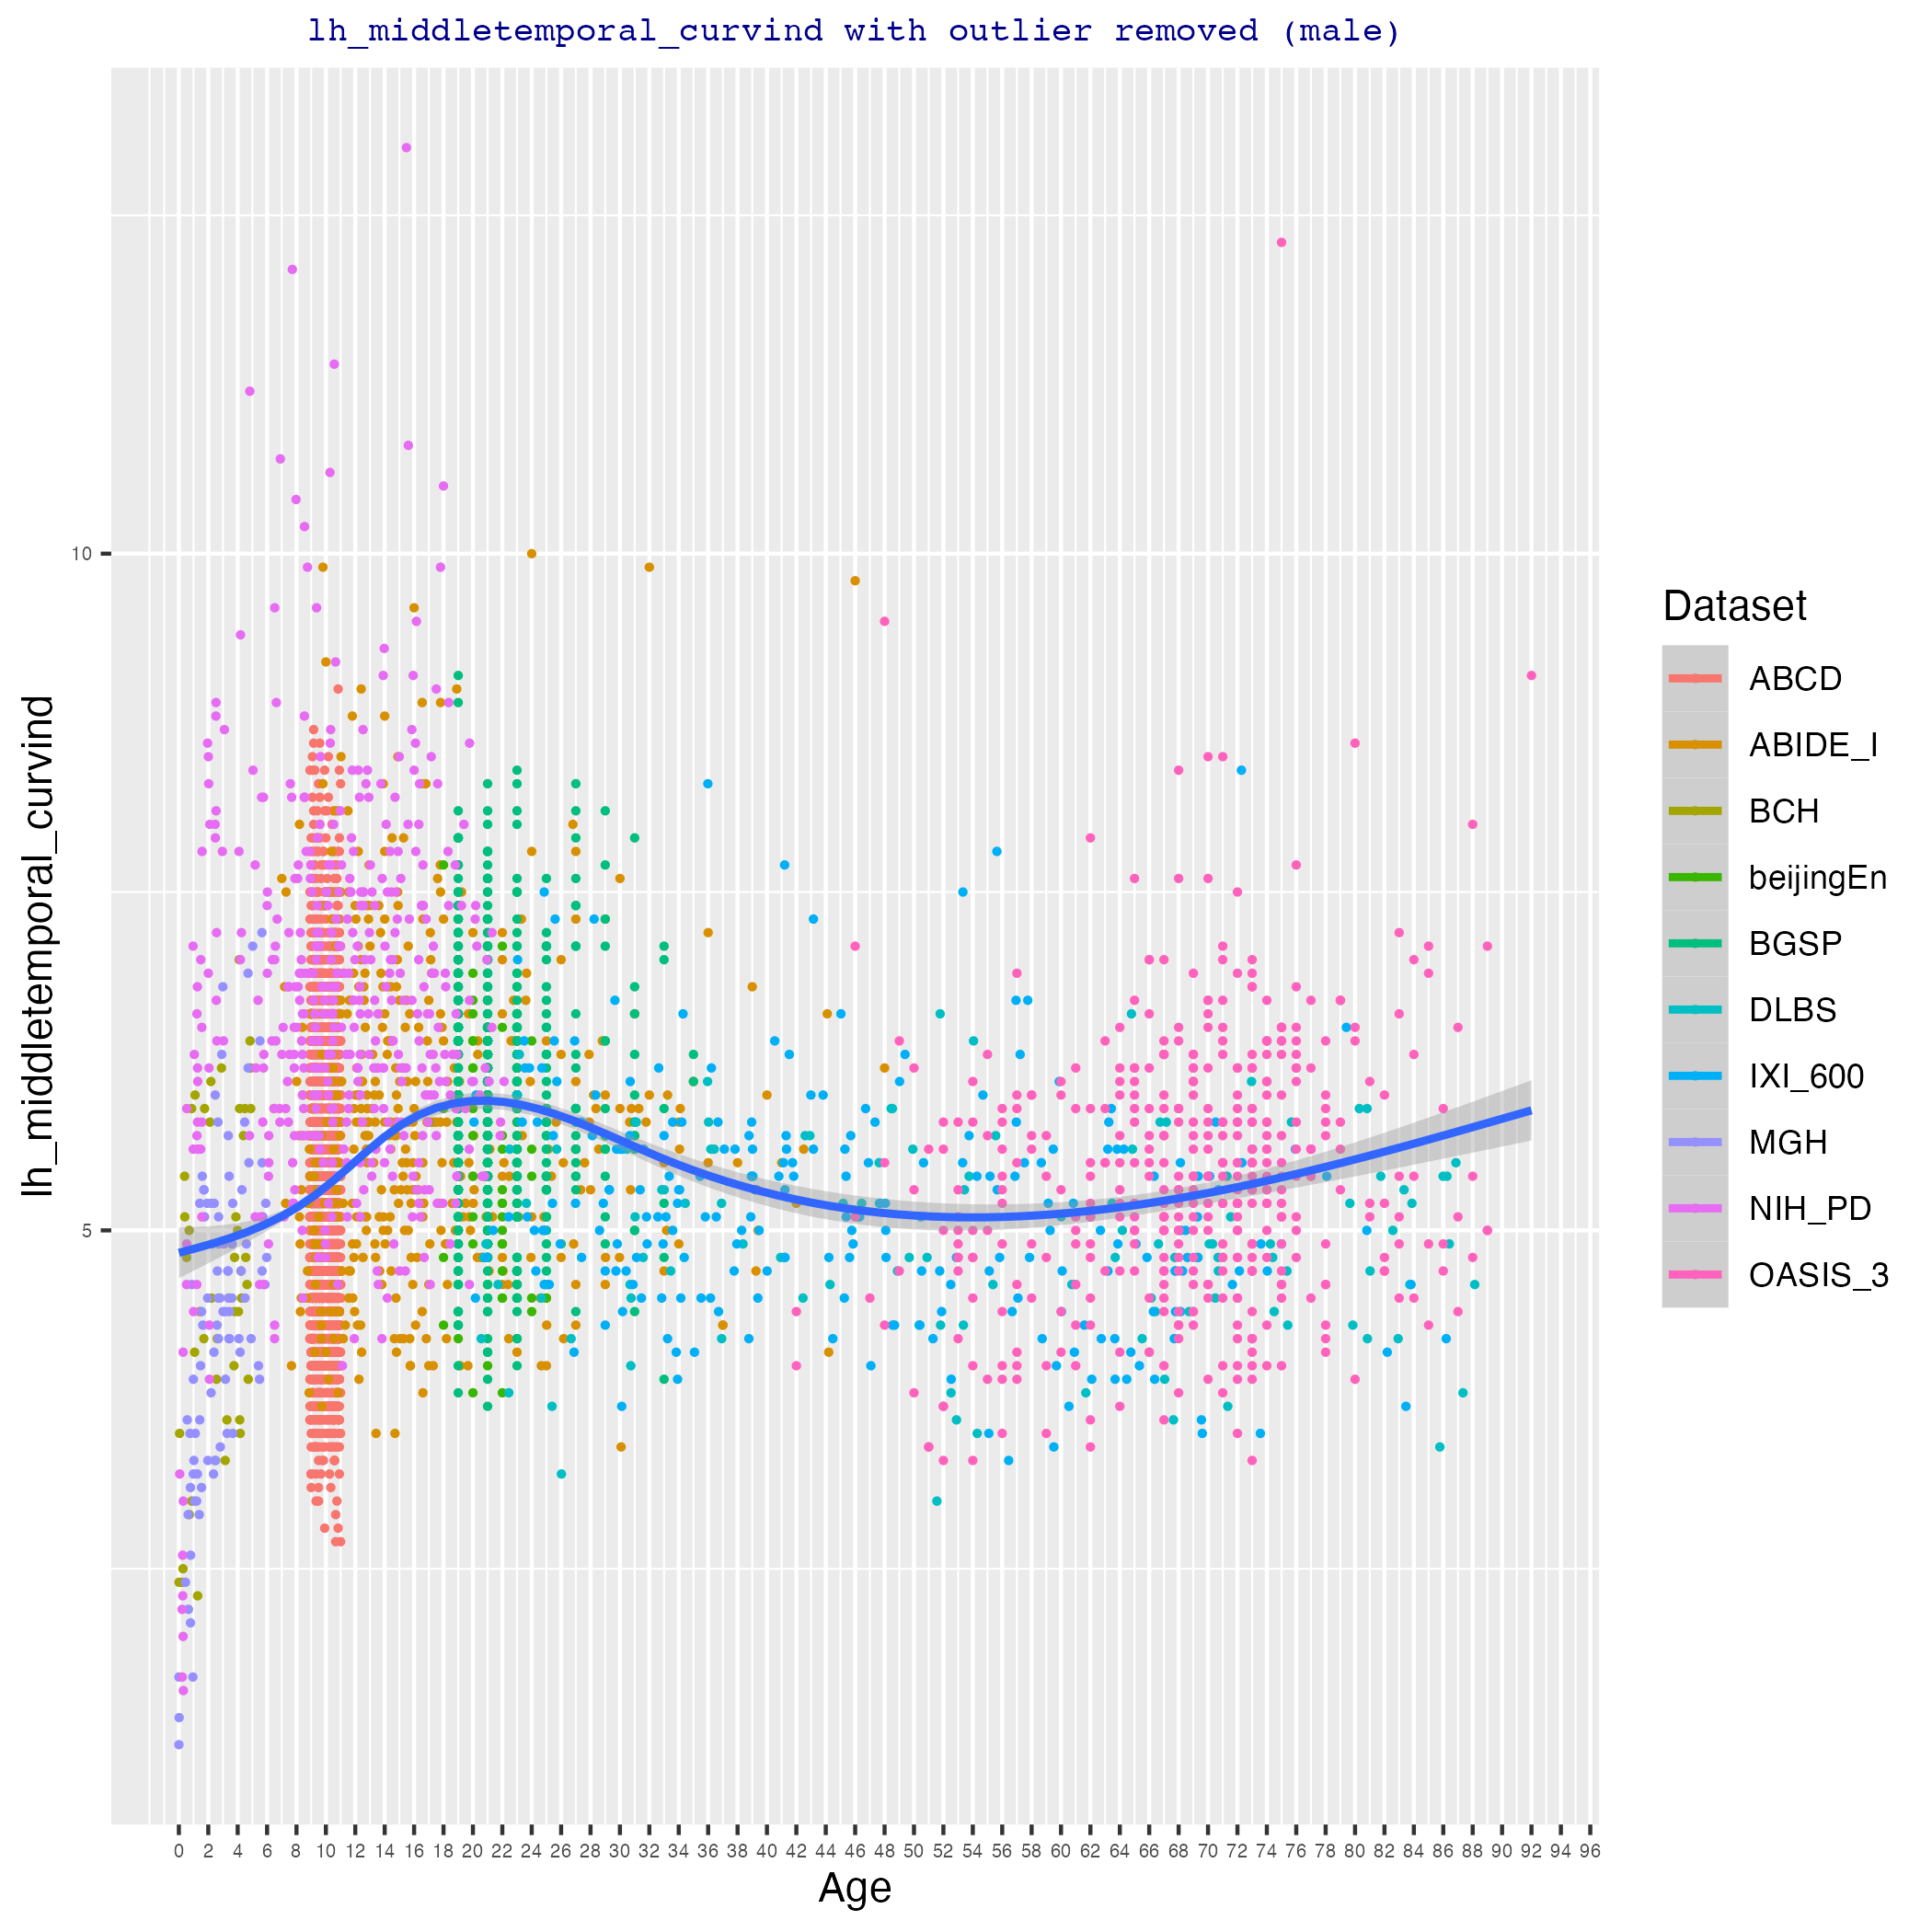 lh_middletemporal_curvind with outlier removed (male)
lh_middletemporal_curvind
10
5
0 2 4 6 8 10 12 14 16 18 20 22 24 26 28 30 32 34 36 38 40 42 44 46 48 50 52 54 56 58 60 62 64 66 68 70 72 74 76 78 80 82 84 86 88 90 92 94 96
Age
Dataset
ABCD
ABIDE_I
BCH
beijingEn
BGSP
DLBS
IXI_600
MGH
NIH_PD
OASIS_3